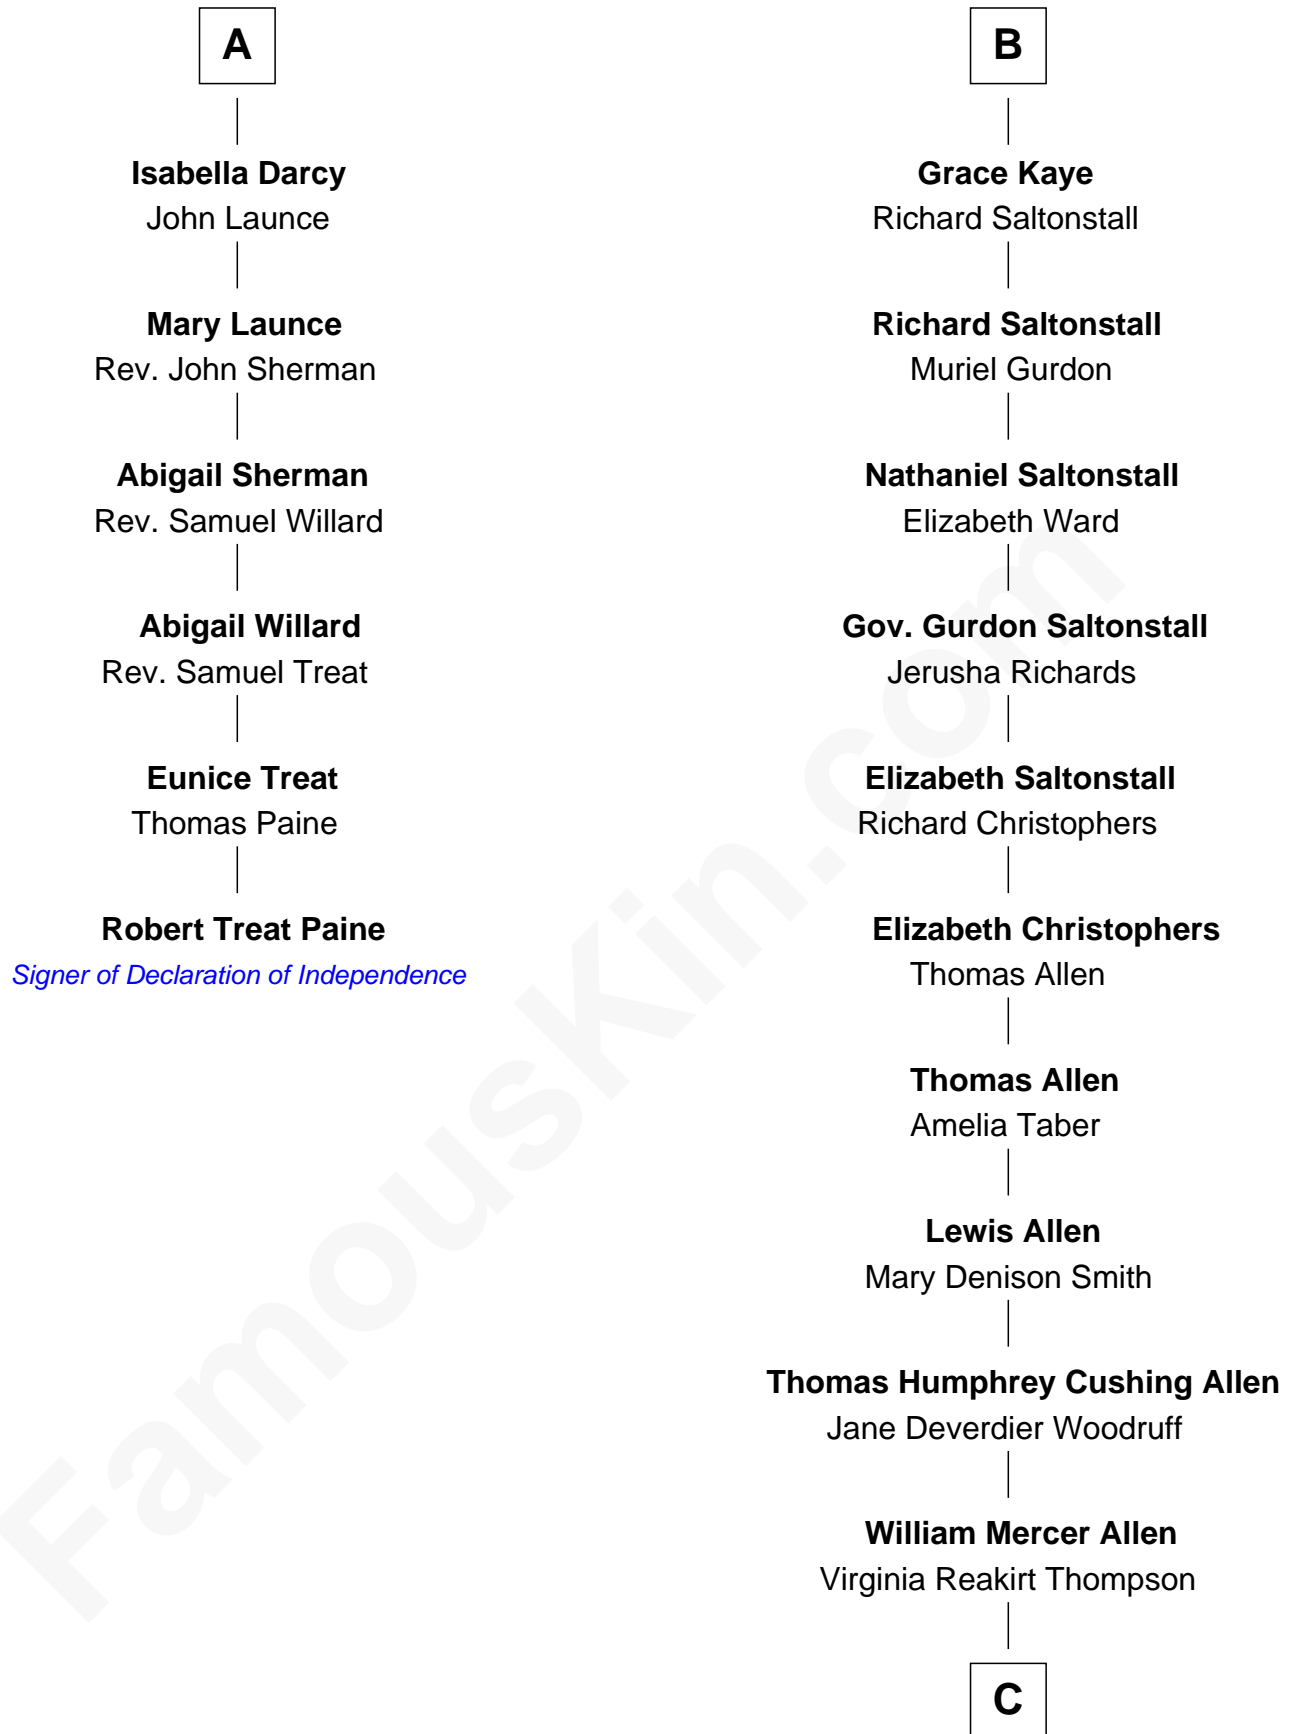 A
Isabella Darcy
John Launce
Mary Launce
Rev. John Sherman
Abigail Sherman
Rev. Samuel Willard
Abigail Willard
Rev. Samuel Treat
Eunice Treat
Thomas Paine
Robert Treat Paine
Signer of Declaration of Independence
B
Grace Kaye
Richard Saltonstall
Richard Saltonstall
Muriel Gurdon
Nathaniel Saltonstall
Elizabeth Ward
Gov. Gurdon Saltonstall
Jerusha Richards
Elizabeth Saltonstall
Richard Christophers
Elizabeth Christophers
Thomas Allen
Thomas Allen
Amelia Taber
Lewis Allen
Mary Denison Smith
Thomas Humphrey Cushing Allen
Jane Deverdier Woodruff
William Mercer Allen
Virginia Reakirt Thompson
C
FamousKin.com